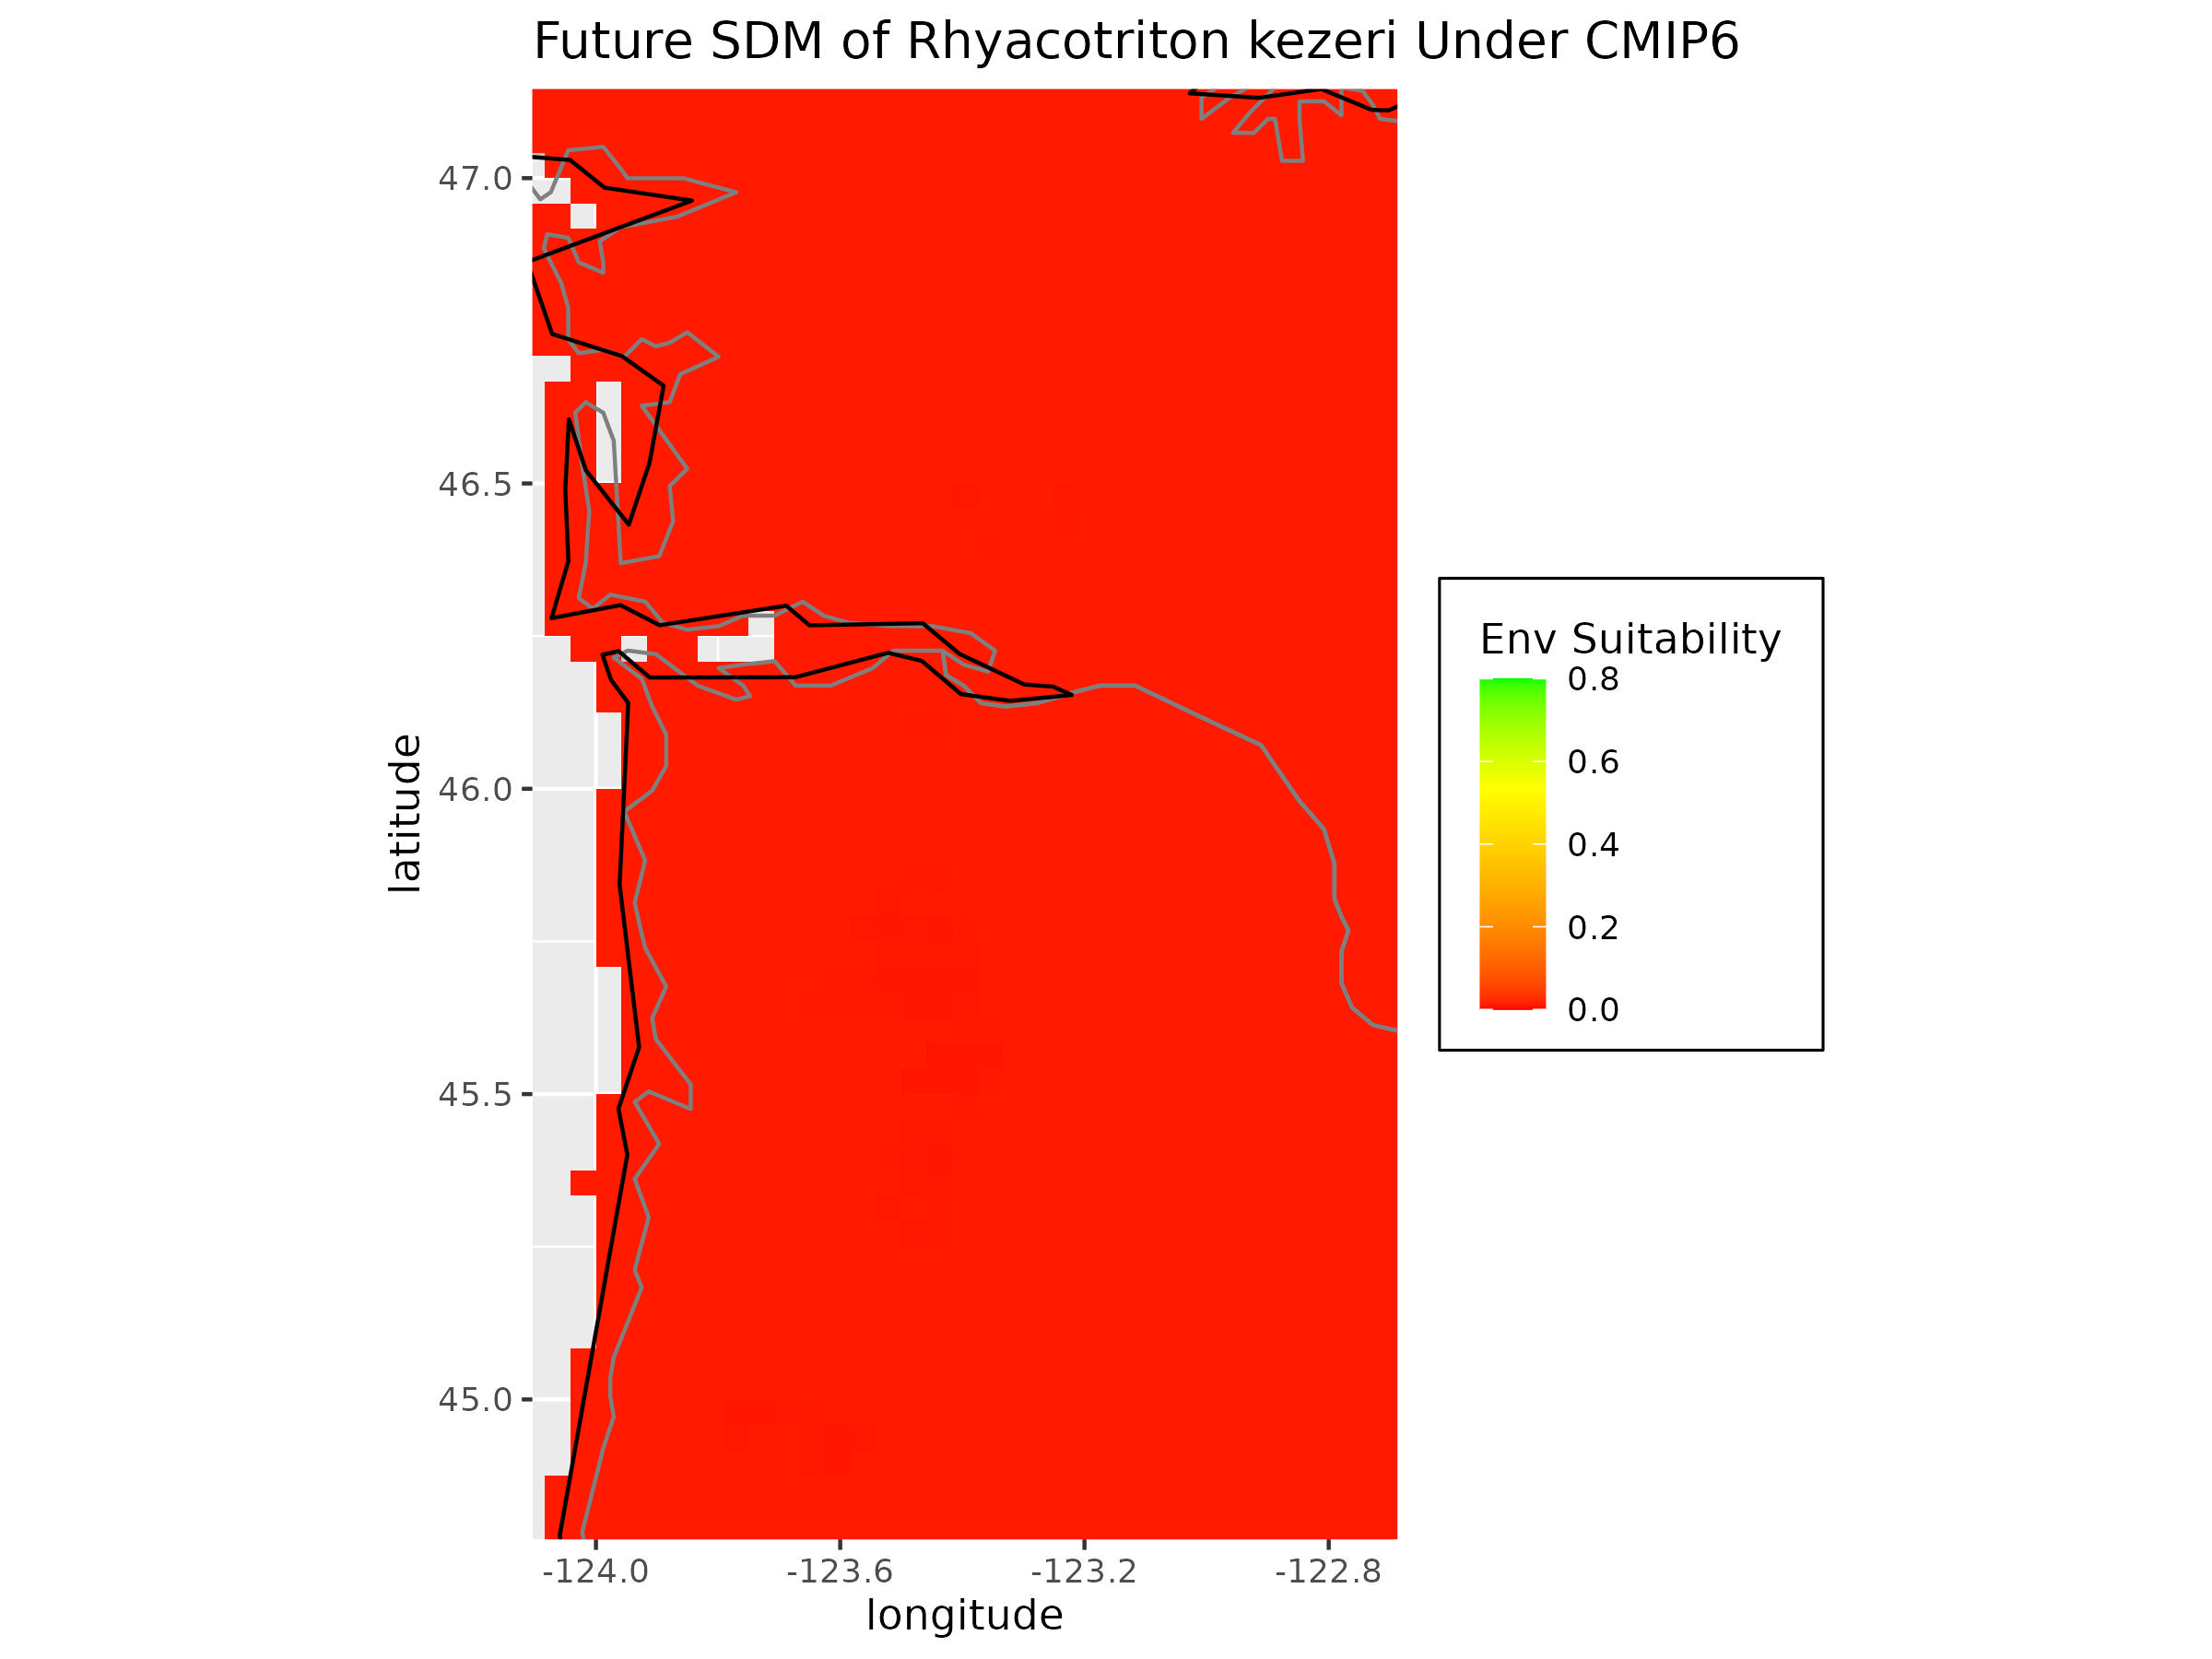 Future SDM of Rhyacotriton kezeri Under CMIP6
47.0
46.5
46.0
45.5
45.0
latitude
-124.0 -123.6 -123.2 -122.8
longitude
Env Suitability
0.8
0.6
0.4
0.2
0.0